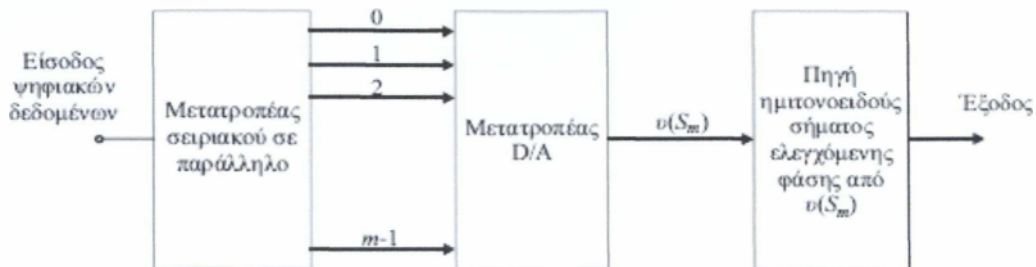 Είσοδος
ψηφιακών
δεδομένων
Μετατροπέας
σειριακού σε
παράλληλο
0
1
2
m-1
Μετατροπέας
D/A
υ(Sm)
Πηγή
ημιτονοειδούς
σήματος
ελεγχόμενης
φάσης από
υ(Sm)
Έξοδος